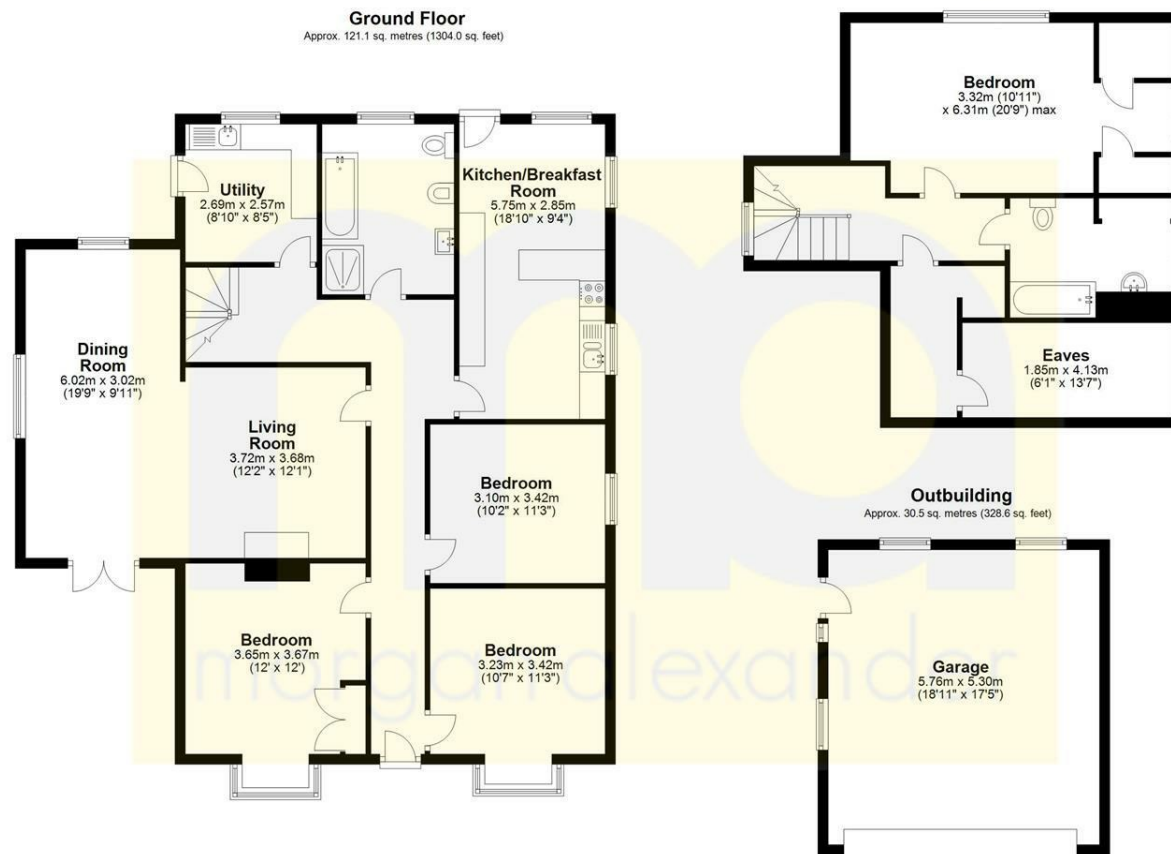 Ground Floor
Approx. 121.1 sq. metres (1304.0 sq. feet)
Utility
2.69m x 2.57m
(8'10" x 8'5")
Kitchen/Breakfast
Room
5.75m x 2.85m
(18'10" x 9'4")
Dining
Room
6.02m x 3.02m
(19'9" x 9'11")
Living
Room
3.72m x 3.68m
(12'2" x 12'1")
Bedroom
3.10m x 3.42m
(10'2" x 11'3")
Bedroom
3.65m x 3.67m
(12' x 12')
Bedroom
3.23m x 3.42m
(10'7" x 11'3")
Bedroom
3.32m (10'11")
x 6.31m (20'9") max
Eaves
1.85m x 4.13m
(6'1" x 13'7")
Outbuilding
Approx. 30.5 sq. metres (328.6 sq. feet)
Garage
5.76m x 5.30m
(18'11" x 17'5")
ma
morgan alexander